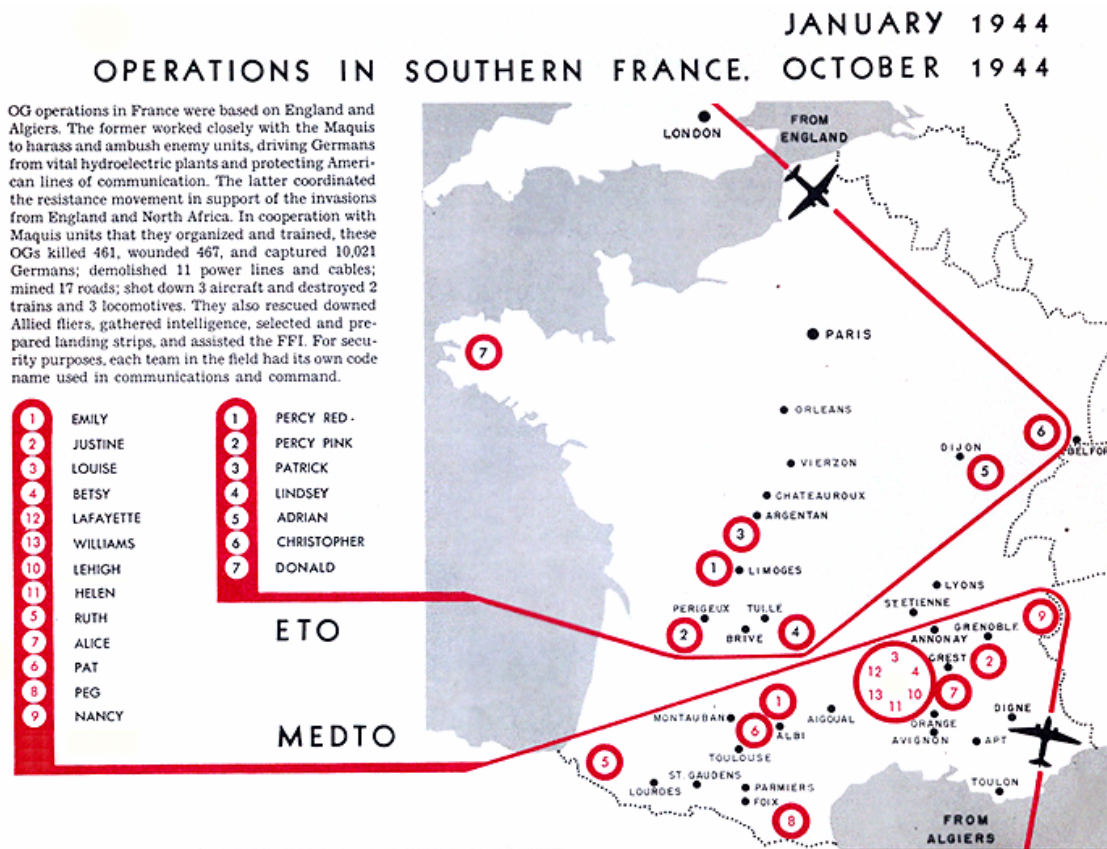 JANUARY 1944
OPERATIONS IN SOUTHERN FRANCE. OCTOBER 1944
OG operations in France were based on England and
Algiers. The former worked closely with the Maquis
to harass and ambush enemy units, driving Germans
from vital hydroelectric plants and protecting Ameri-
can lines of communication. The latter coordinated
the resistance movement in support of the invasions
from England and North Africa. In cooperation with
Maquis units that they organized and trained, these
OGs killed 461, wounded 467, and captured 10,021
Germans; demolished 11 power lines and cables;
mined 17 roads; shot down 3 aircraft and destroyed 2
trains and 3 locomotives. They also rescued downed
Allied fliers, gathered intelligence, selected and pre-
pared landing strips, and assisted the FFI. For secu-
rity purposes, each team in the field had its own code
name used in communications and command.
1 EMILY
2 JUSTINE
3 LOUISE
4 BETSY
12 LAFAYETTE
13 WILLIAMS
10 LEHIGH
11 HELEN
5 RUTH
7 ALICE
6 PAT
8 PEG
9 NANCY
1 PERCY RED -
2 PERCY PINK
3 PATRICK
4 LINDSEY
5 ADRIAN
6 CHRISTOPHER
7 DONALD
ETO
MEDTO
LONDON
FROM
ENGLAND
7
PARIS
ORLEANS
6
BELFOR
DIJON
5
VIERZON
CHATEAUROUX
ARGENTAN
3
1
LIMOGES
LYONS
ST. ETIENNE
PERIGEUX
TULLE
2
BRIVE
4
9
ANNONAY
GRENOBLE
CREST
2
3
12
4
13
10
11
7
1
MONTAUBAN
6
ALBI
AIGOUAL
ORANGE
DIGNE
AVIGNON
APT
TOULOUSE
5
ST. GAUDENS
LOURDES
PARMIERS
FOIX
TOULON
8
FROM
ALGIERS